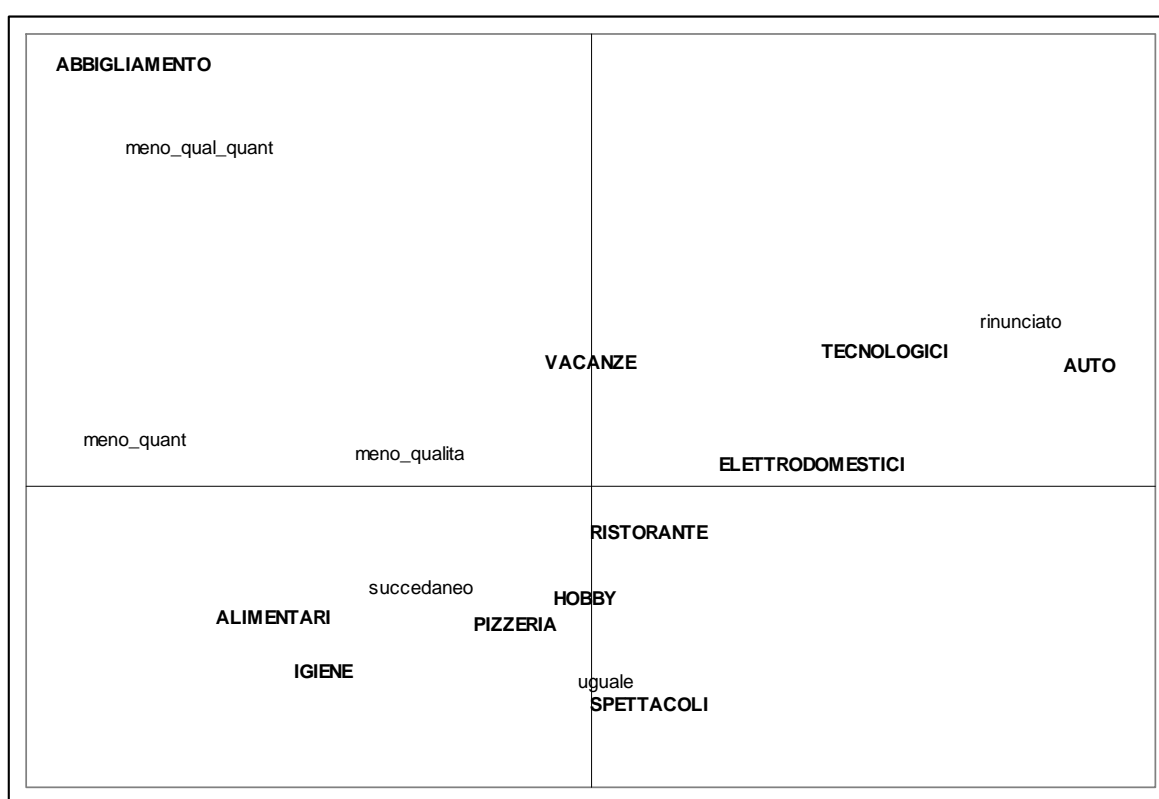 ABBIGLIAMENTO
meno_qual_quant
rinunciato
TECNOLOGICI
VACANZE
AUTO
meno_quant
meno_qualita
ELETTRODOMESTICI
RISTORANTE
succedaneo
HOBBY
ALIMENTARI
PIZZERIA
IGIENE
uguale
SPETTACOLI